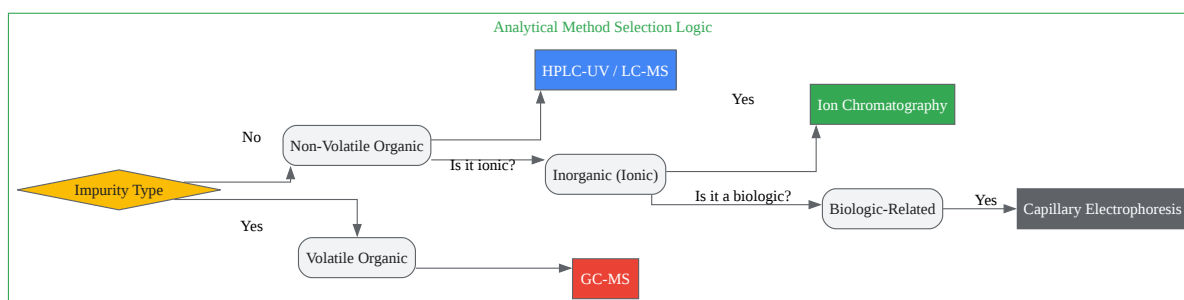 Analytical Method Selection Logic
HPLC-UV / LC-MS
Yes
Ion Chromatography
No
Non-Volatile Organic
Is it ionic?
Inorganic (Ionic)
Impurity Type
Is it a biologic?
Biologic-Related
Yes
Capillary Electrophoresis
Yes
Volatile Organic
GC-MS